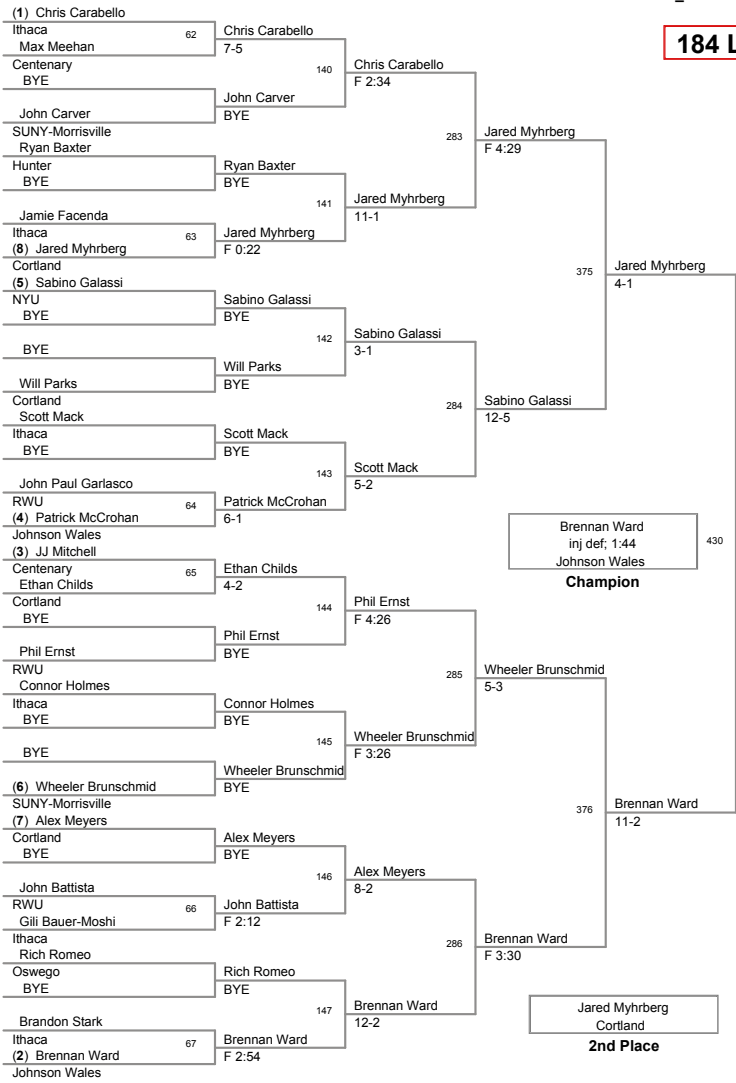 (1) Chris Carabello
Ithaca
Max Meehan
Centenary
BYE
John Carver
SUNY-Morrisville
Ryan Baxter
Hunter
BYE
Jamie Facenda
Ithaca
(8) Jared Myhrberg
Cortland
(5) Sabino Galassi
NYU
BYE
BYE
Will Parks
Cortland
Scott Mack
Ithaca
BYE
John Paul Garlasco
RWU
(4) Patrick McCrohan
Johnson Wales
(3) JJ Mitchell
Centenary
Ethan Childs
Cortland
BYE
Phil Ernst
RWU
Connor Holmes
Ithaca
BYE
BYE
(6) Wheeler Brunschmid
SUNY-Morrisville
(7) Alex Meyers
Cortland
BYE
John Battista
RWU
Gili Bauer-Moshi
Ithaca
Rich Romeo
Oswego
BYE
Brandon Stark
Ithaca
(2) Brennan Ward
Johnson Wales
62
63
64
65
66
67
Chris Carabello
7-5
John Carver
BYE
Ryan Baxter
BYE
Jared Myhrberg
F 0:22
Sabino Galassi
BYE
Will Parks
BYE
Scott Mack
BYE
Patrick McCrohan
6-1
Ethan Childs
4-2
Phil Ernst
BYE
Connor Holmes
BYE
Wheeler Brunschmid
BYE
Alex Meyers
BYE
John Battista
F 2:12
Rich Romeo
BYE
Brennan Ward
F 2:54
140
141
142
143
144
145
146
147
Chris Carabello
F 2:34
Jared Myhrberg
11-1
Sabino Galassi
3-1
Scott Mack
5-2
Phil Ernst
F 4:26
Wheeler Brunschmid
F 3:26
Alex Meyers
8-2
Brennan Ward
12-2
283
284
285
286
Jared Myhrberg
F 4:29
Sabino Galassi
12-5
Wheeler Brunschmid
5-3
Brennan Ward
F 3:30
375
376
Jared Myhrberg
4-1
Brennan Ward
11-2
184 L
Brennan Ward
inj def; 1:44
Johnson Wales
430
Champion
Jared Myhrberg
Cortland
2nd Place